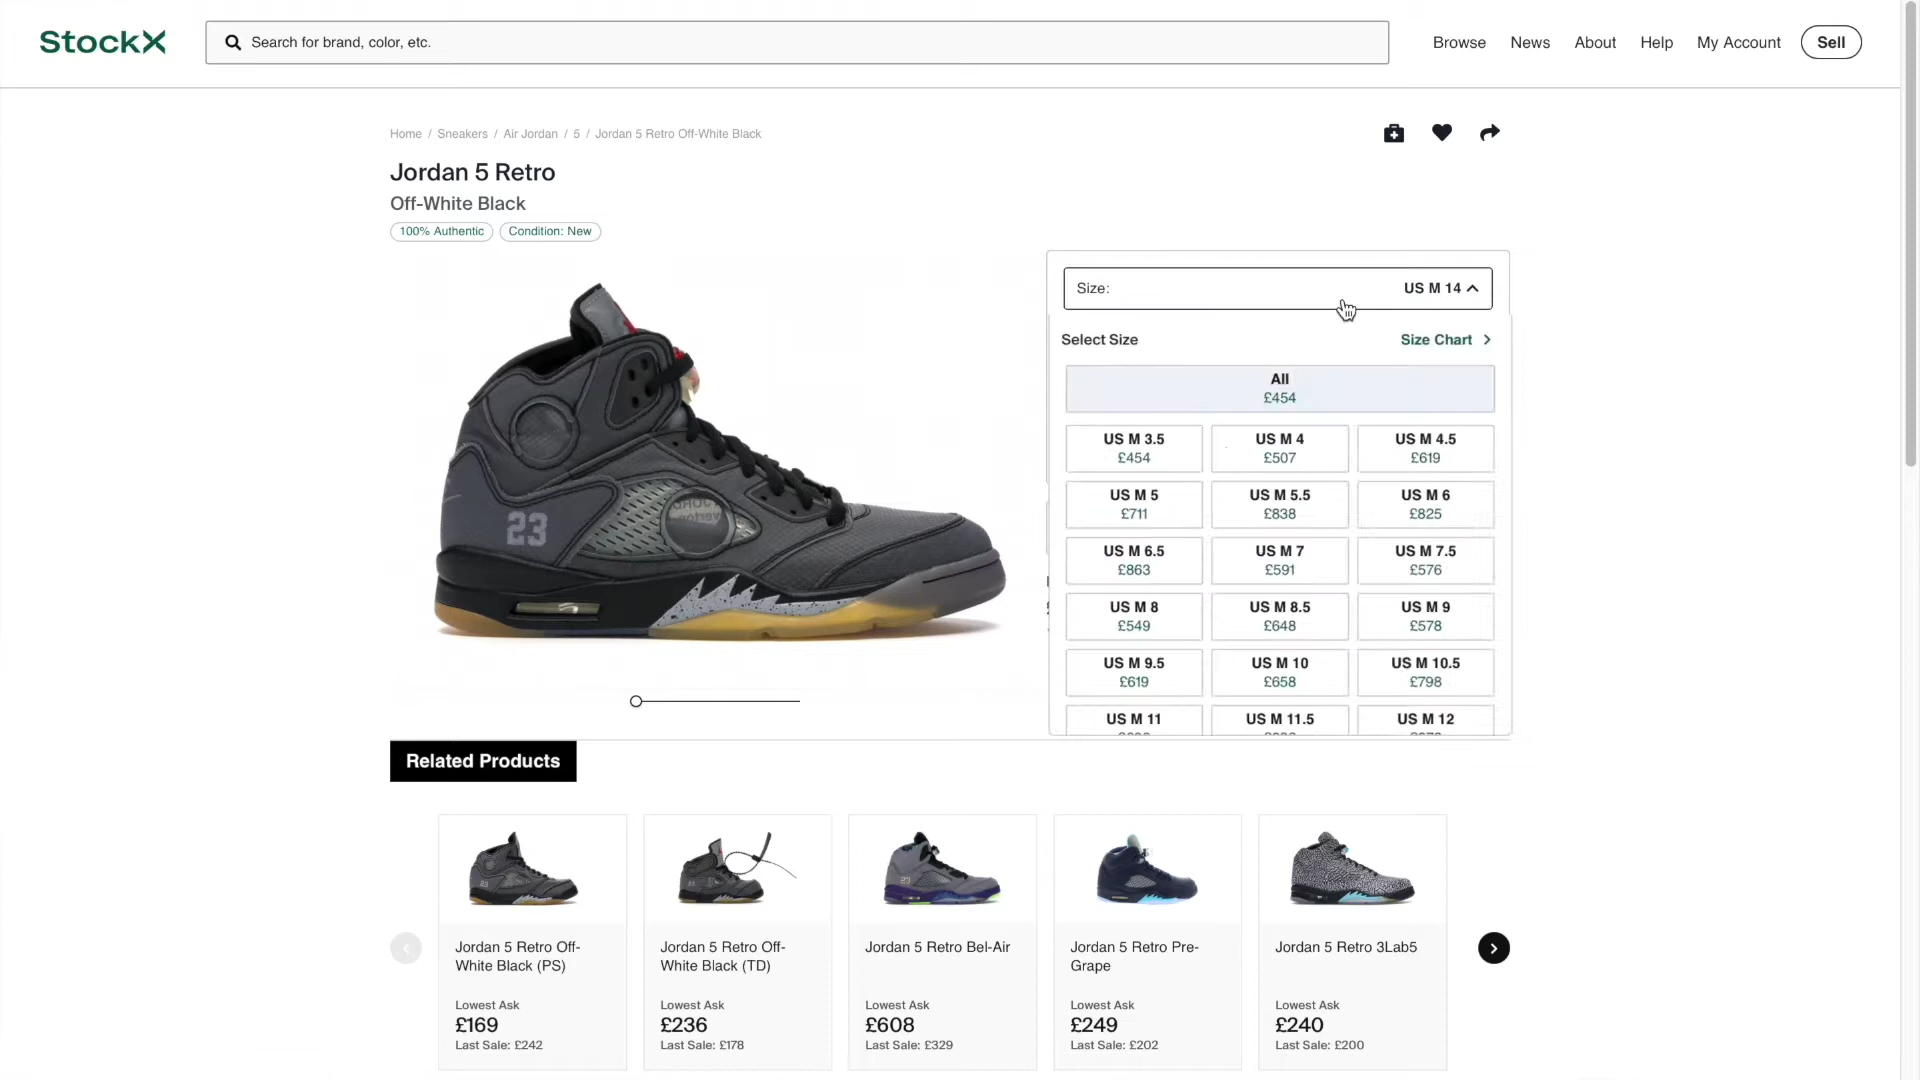 StockX
Search for brand, color, etc.
Browse
News
About
Help
My Account
Sell
Home / Sneakers / Air Jordan / 5 / Jordan 5 Retro Off-White Black
Jordan 5 Retro
Off-White Black
100% Authentic
Condition: New
23
Size:
US M 14
Select Size
Size Chart
All
£454
US M 3.5
£454
US M 4
£507
US M 4.5
£619
US M 5
£711
US M 5.5
£838
US M 6
£825
US M 6.5
£863
US M 7
£591
US M 7.5
£576
US M 8
£549
US M 8.5
£648
US M 9
£578
US M 9.5
£619
US M 10
£658
US M 10.5
£798
US M 11
US M 11.5
US M 12
Related Products
Jordan 5 Retro Off-
White Black (PS)
Lowest Ask
£169
Last Sale: £242
Jordan 5 Retro Off-
White Black (TD)
Lowest Ask
£236
Last Sale: £178
Jordan 5 Retro Bel-Air
Lowest Ask
£608
Last Sale: £329
Jordan 5 Retro Pre-
Grape
Lowest Ask
£249
Last Sale: £202
Jordan 5 Retro 3Lab5
Lowest Ask
£240
Last Sale: £200